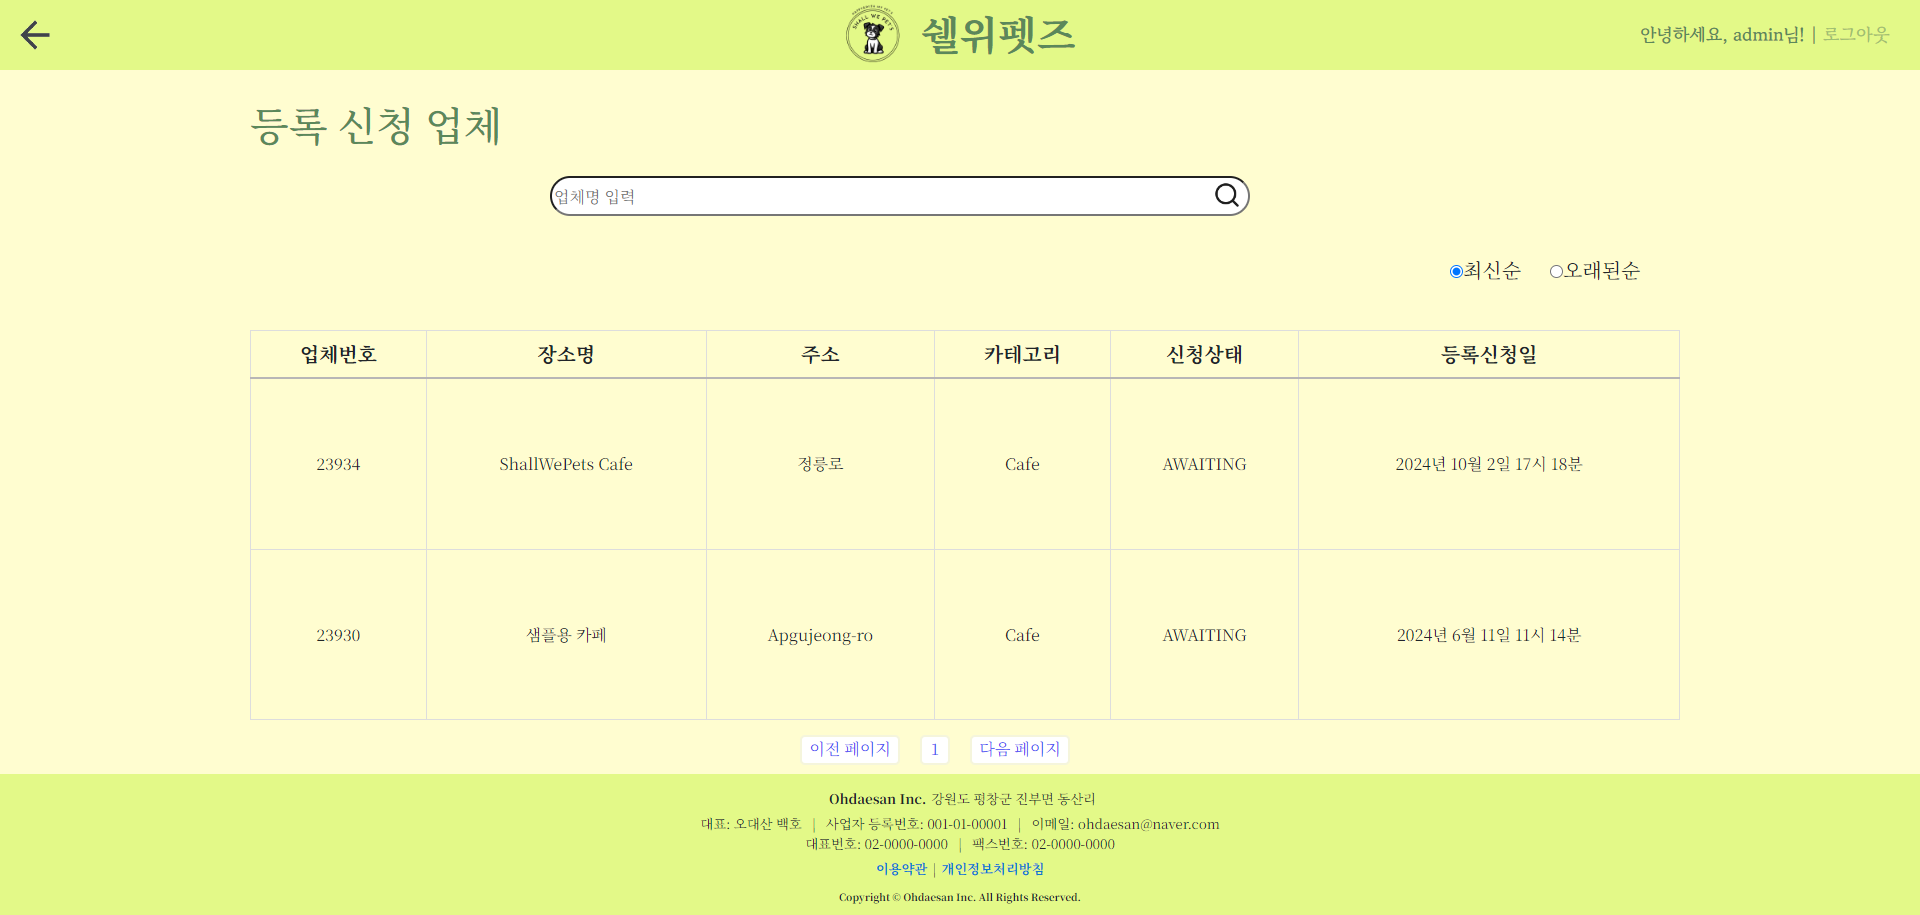 SHALL WE PETS
쉘위펫즈
안녕하세요, admin님! | 로그아웃
등록 신청 업체
업체명 입력
최신순 오래된순
업체번호 장소명 주소 카테고리 신청상태 등록신청일
23934 ShallWePets Cafe 정릉로 Cafe AWAITING 2024년 10월 2일 17시 18분
23930 샘플용 카페 Apgujeong-ro Cafe AWAITING 2024년 6월 11일 11시 14분
이전 페이지 1 다음 페이지
Ohdaesan Inc. 강원도 평창군 진부면 동산리
대표: 오대산 백호 | 사업자 등록번호: 001-01-00001 | 이메일: ohdaesan@naver.com
대표번호: 02-0000-0000 | 팩스번호: 02-0000-0000
이용약관 | 개인정보처리방침
Copyright © Ohdaesan Inc. All Rights Reserved.